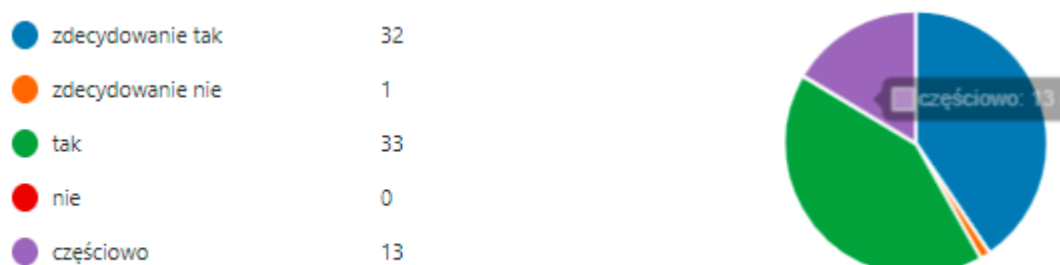 zdecydowanie tak 32
zdecydowanie nie 1
tak 33
nie 0
częściowo 13
częściowo: 13